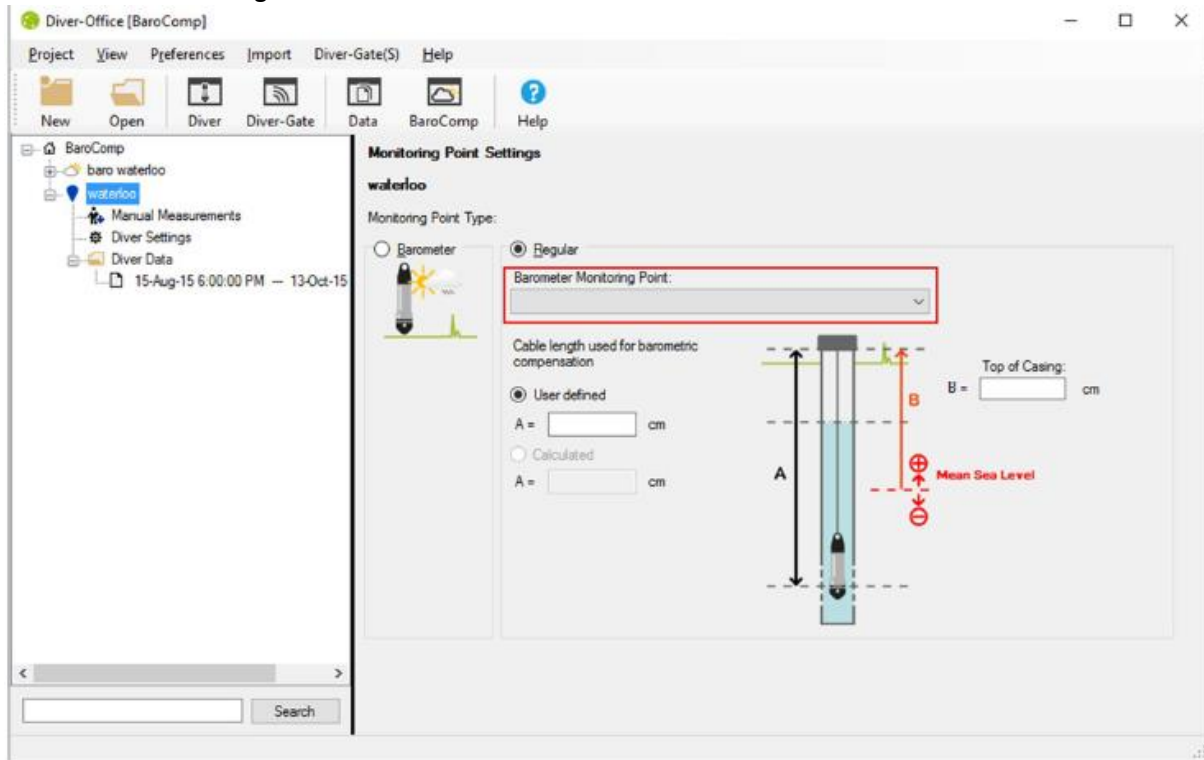 Diver-Office [BaroComp]
Project View Preferences Import Diver-Gate(S) Help
New Open Diver Diver-Gate Data BaroComp Help
BaroComp
baro waterloo
waterloo
Manual Measurements
Diver Settings
Diver Data
15-Aug-15 6:00:00 PM — 13-Oct-15
Search
Monitoring Point Settings
waterloo
Monitoring Point Type:
Barometer
Regular
Barometer Monitoring Point:
Cable length used for barometric
compensation
User defined
A = cm
Calculated
A = cm
A
B
Mean Sea Level
Top of Casing:
B = cm